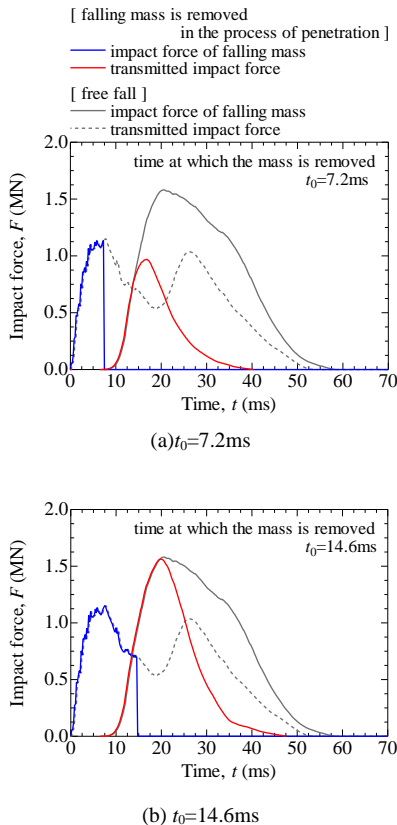 [ falling mass is removed
in the process of penetration ]
impact force of falling mass
transmitted impact force
[ free fall ]
impact force of falling mass
transmitted impact force
2.0
1.5
1.0
0.5
0.0
Impact force, F (MN)
time at which the mass is removed
t0=7.2ms
0 10 20 30 40 50 60 70
Time, t (ms)
(a)t0=7.2ms
2.0
1.5
1.0
0.5
0.0
Impact force, F (MN)
time at which the mass is removed
t0=14.6ms
0 10 20 30 40 50 60 70
Time, t (ms)
(b) t0=14.6ms